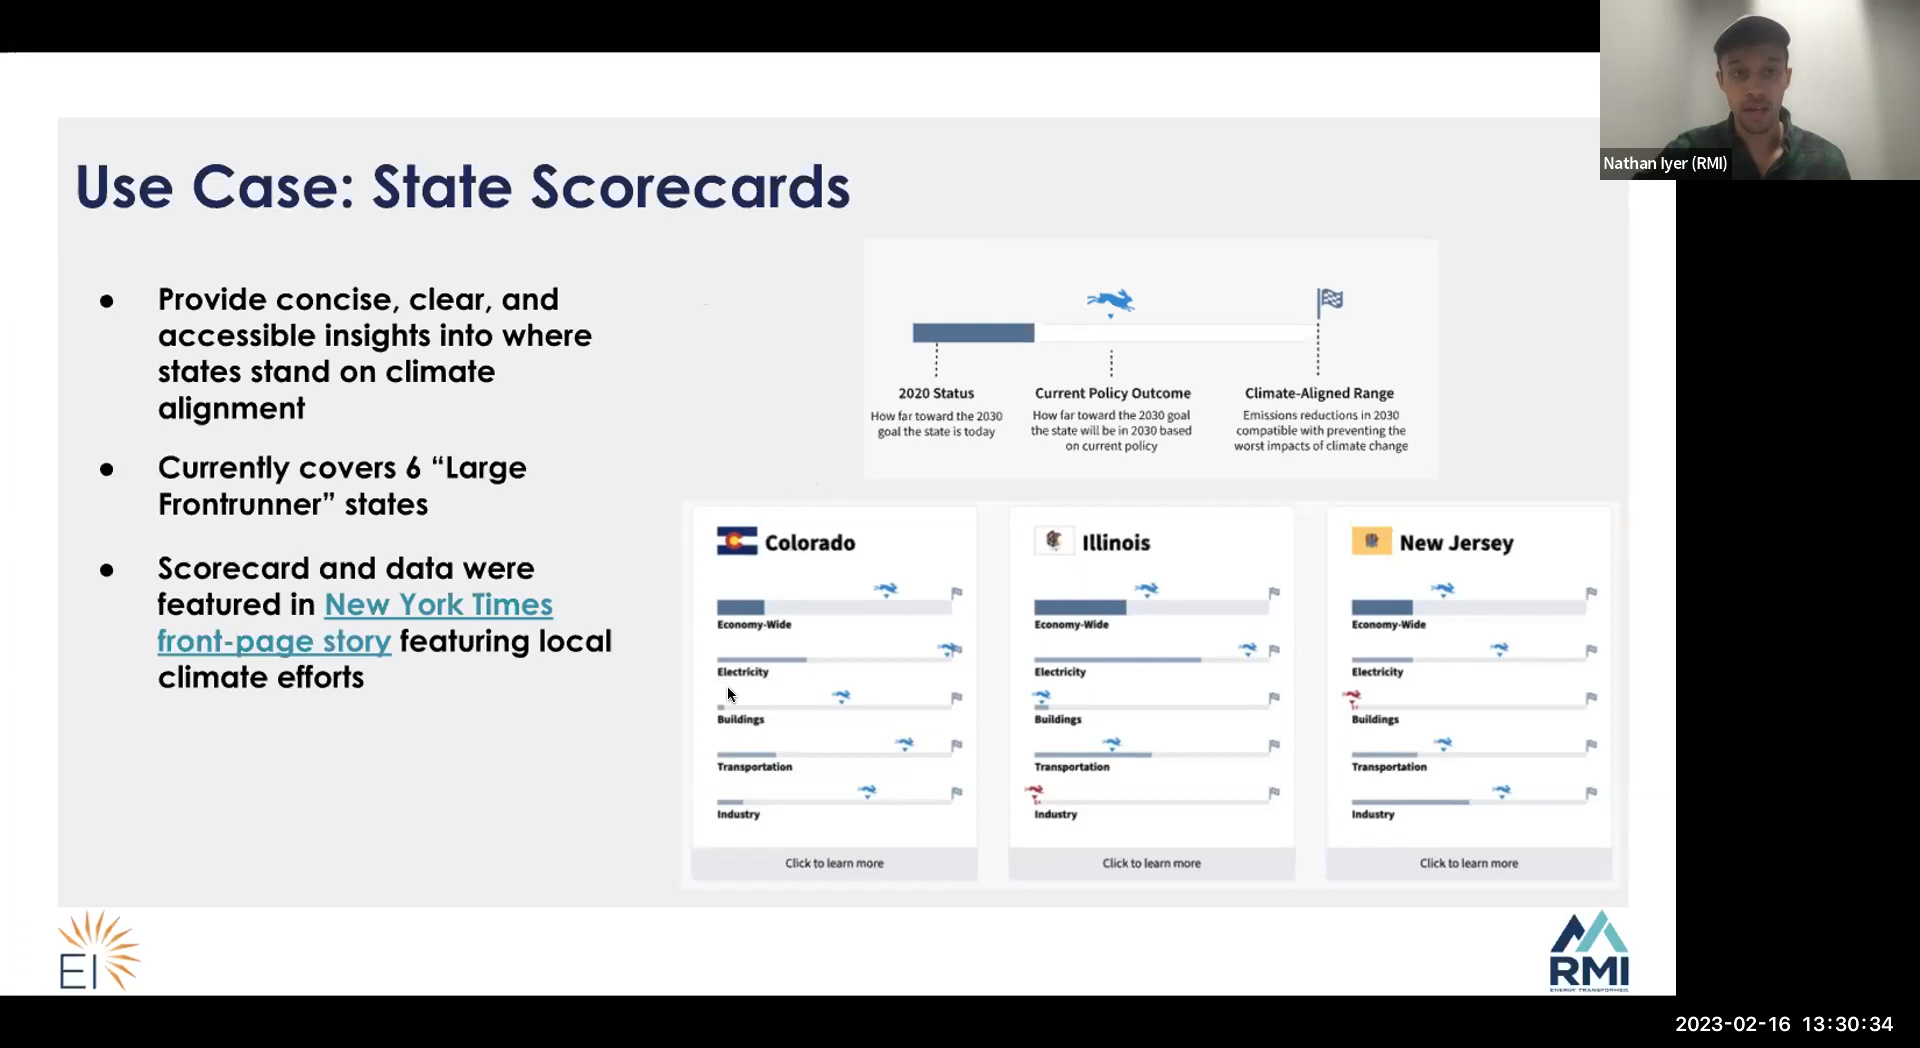 Use Case: State Scorecards
● Provide concise, clear, and
accessible insights into where
states stand on climate
alignment
● Currently covers 6 “Large
Frontrunner” states
● Scorecard and data were
featured in New York Times
front-page story featuring local
climate efforts
2020 Status
How far toward the 2030
goal the state is today
Current Policy Outcome
How far toward the 2030 goal
the state will be in 2030 based
on current policy
Climate-Aligned Range
Emissions reductions in 2030
compatible with preventing the
worst impacts of climate change
Colorado
Economy-Wide
Electricity
Buildings
Transportation
Industry
Click to learn more
Illinois
Economy-Wide
Electricity
Buildings
Transportation
Industry
Click to learn more
New Jersey
Economy-Wide
Electricity
Buildings
Transportation
Industry
Click to learn more
EI
RMI
ENERGY. TRANSFORMED.
Nathan Iyer (RMI)
2023-02-16 13:30:34